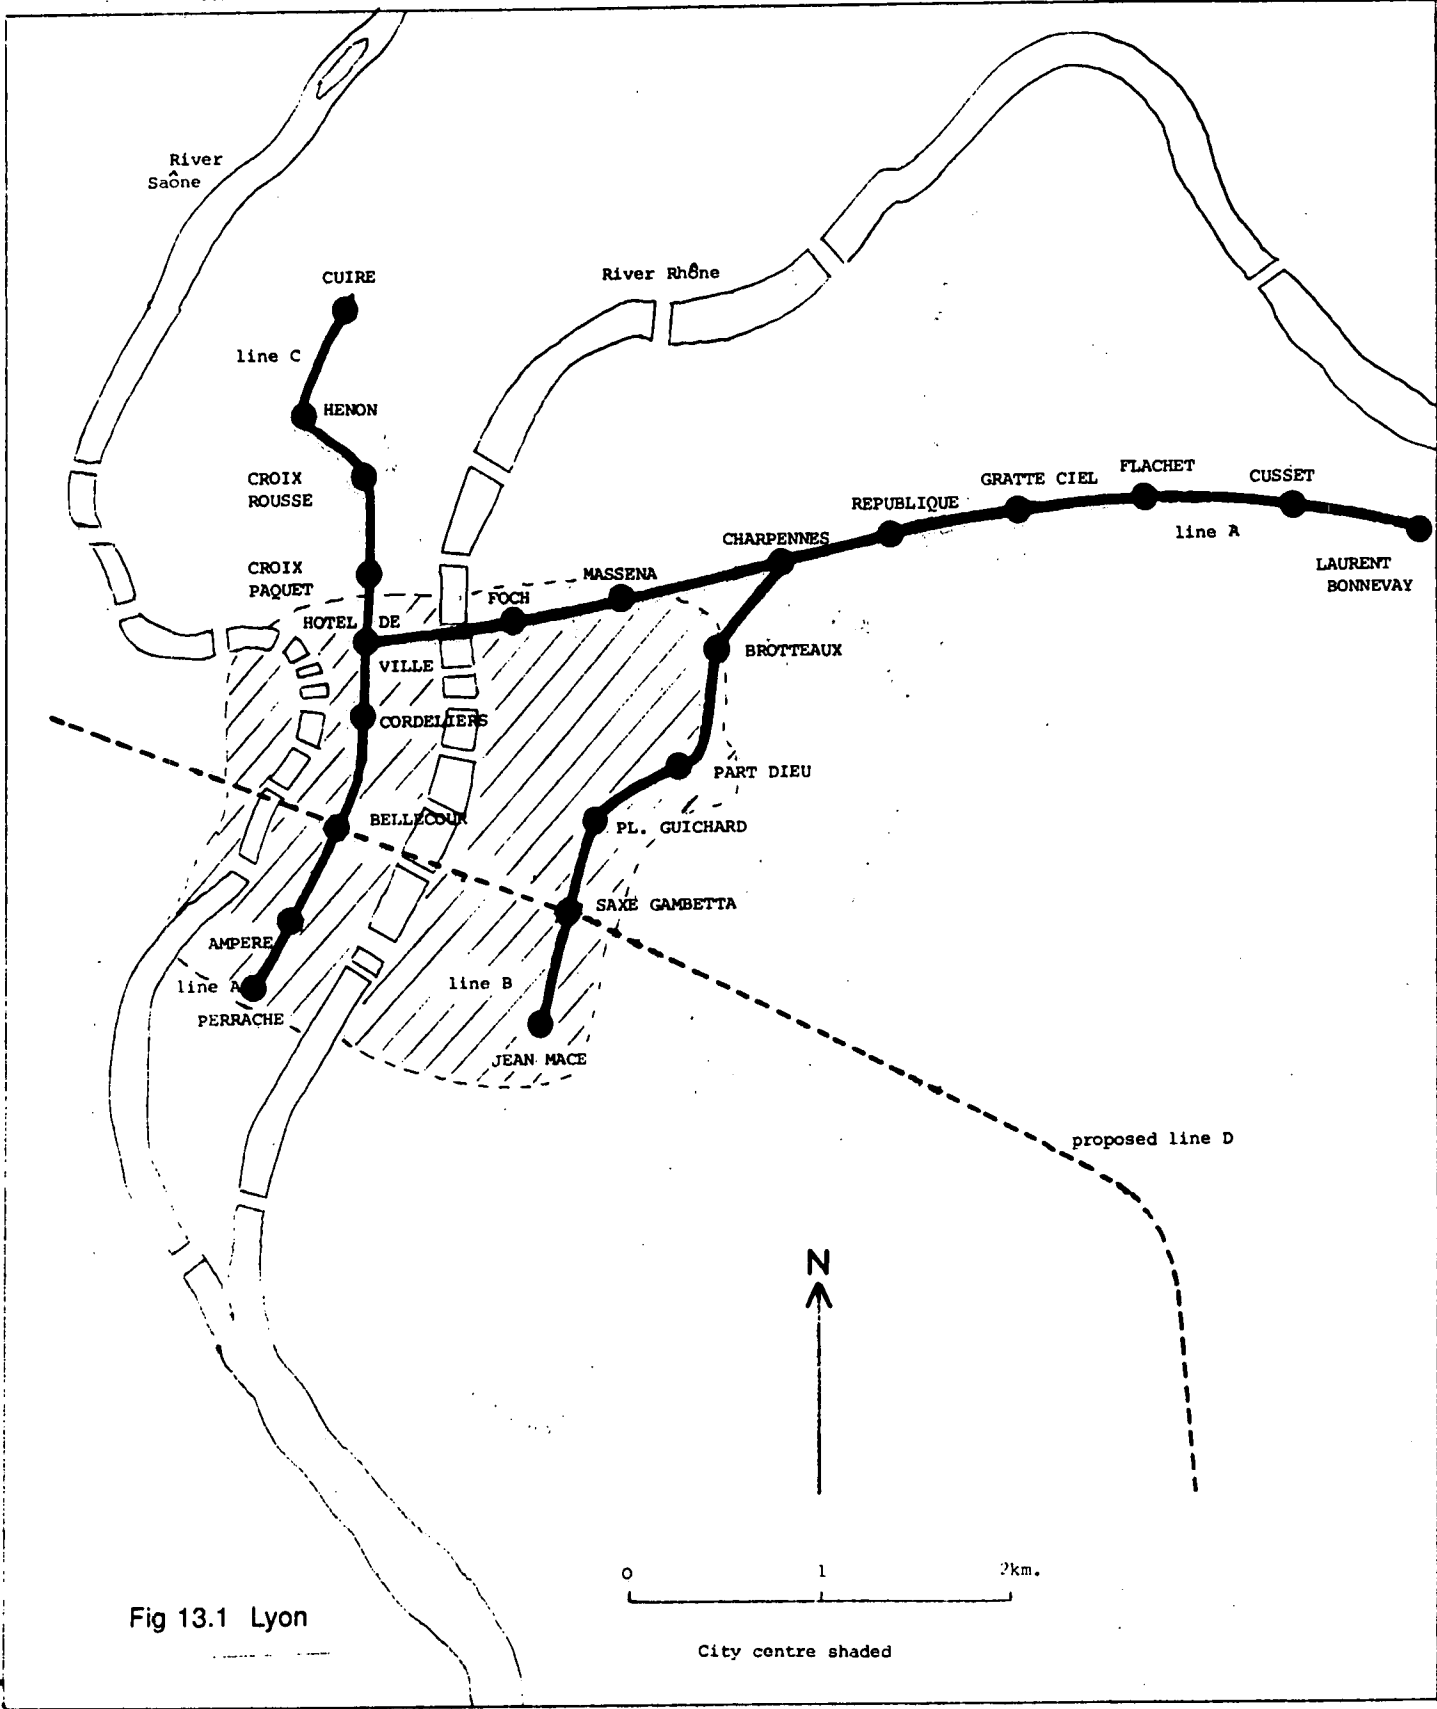 River
Saône
CUIRE
River Rhône
line C
HENON
CROIX
ROUSSE
FLACHET
GRATTE CIEL
CUSSET
REPUBLIQUE
line A
CHARPENNES
LAURENT
BONNEVAY
CROIX
PAQUET
MASSENA
FOCH
HOTEL DE
VILLE
BROTTEAUX
CORDELIERS
PART DIEU
BELLECOUR
PL. GUICHARD
SAXE GAMBETTA
AMPERE
line A
line B
PERRACHE
JEAN MACE
proposed line D
N
0 1 2km.
Fig 13.1 Lyon
City centre shaded